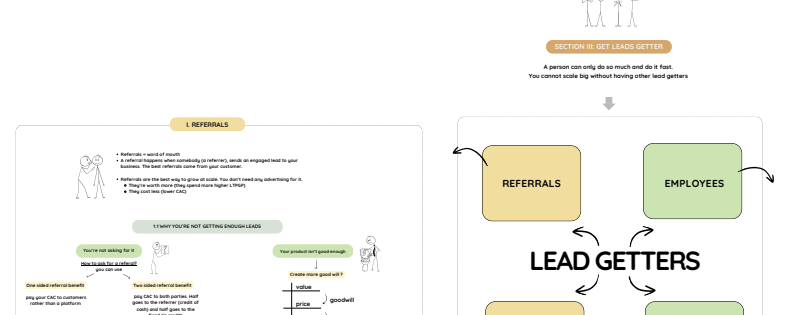 SECTION III: GET LEADS GETTER
A person can only do so much and do it fast.
You cannot scale big without having other lead getters
I. REFERRALS
Referrals = word of mouth
A referral happens when somebody (a referrer), sends an engaged lead to your
business. The best referrals come from your customer.
Referrals are the best way to grow at scale. You don't need any advertising for it.
They're worth more (they spend more higher LTPGP)
They cost less (lower CAC)
1.1 WHY YOU'RE NOT GETTING ENOUGH LEADS
You're not asking for it
How to ask for a referral?
you can use
One sided referral benefit
pay your CAC to customers
rather than a platform
Two sided referral benefit
pay CAC to both parties. Half
goes to the referrer (credit of
cash) and half goes to the
Your product isn't good enough
Create more good will ?
value
price
goodwill
REFERRALS
EMPLOYEES
LEAD GETTERS